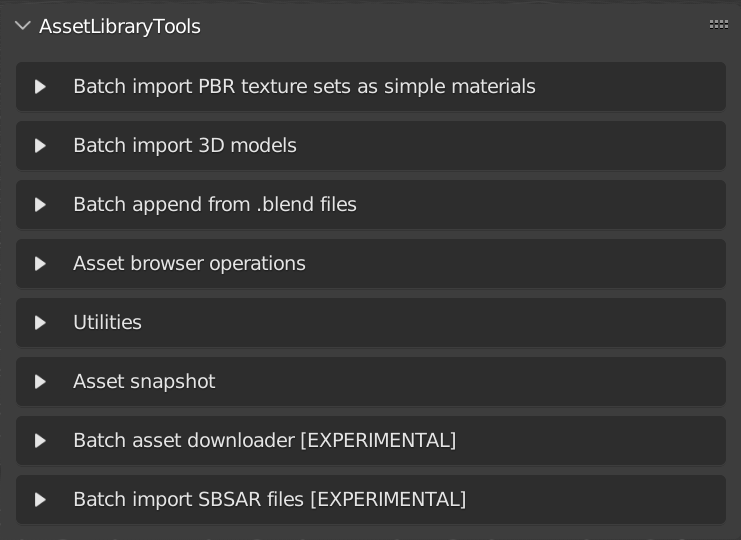 AssetLibraryTools
Batch import PBR texture sets as simple materials
Batch import 3D models
Batch append from .blend files
Asset browser operations
Utilities
Asset snapshot
Batch asset downloader [EXPERIMENTAL]
Batch import SBSAR files [EXPERIMENTAL]